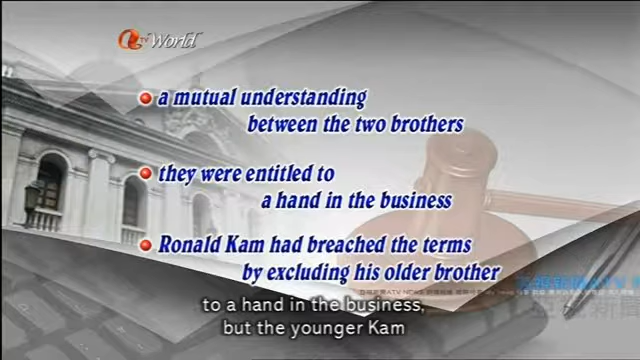 aTV World
a mutual understanding
between the two brothers
they were entitled to
a hand in the business
Ronald Kam had breached the terms
by excluding his older brother
to a hand in the business,
but the younger Kam